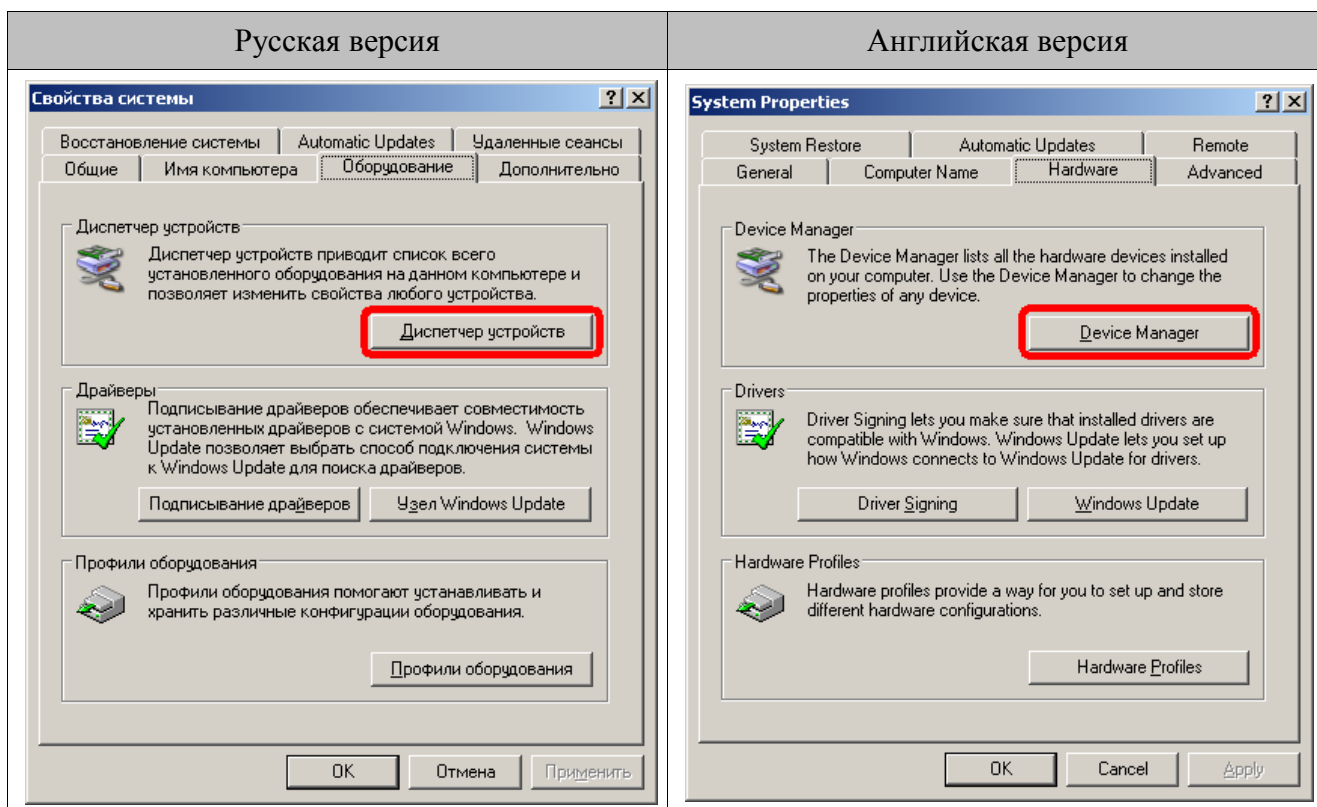 Русская версия
Английская версия
Свойства системы
Восстановление системы
Automatic Updates
Удаленные сеансы
Общие
Имя компьютера
Оборудование
Дополнительно
Диспетчер устройств
Диспетчер устройств приводит список всего
установленного оборудования на данном компьютере и
позволяет изменить свойства любого устройства.
Диспетчер устройств
Драйверы
Подписывание драйверов обеспечивает совместимость
установленных драйверов с системой Windows. Windows
Update позволяет выбрать способ подключения системы
к Windows Update для поиска драйверов.
Подписывание драйверов
Узел Windows Update
Профили оборудования
Профили оборудования помогают устанавливать и
хранить различные конфигурации оборудования.
Профили оборудования
OK
Отмена
Применить
System Properties
System Restore
Automatic Updates
Remote
General
Computer Name
Hardware
Advanced
Device Manager
The Device Manager lists all the hardware devices installed
on your computer. Use the Device Manager to change the
properties of any device.
Device Manager
Drivers
Driver Signing lets you make sure that installed drivers are
compatible with Windows. Windows Update lets you set up
how Windows connects to Windows Update for drivers.
Driver Signing
Windows Update
Hardware Profiles
Hardware profiles provide a way for you to set up and store
different hardware configurations.
Hardware Profiles
OK
Cancel
Apply